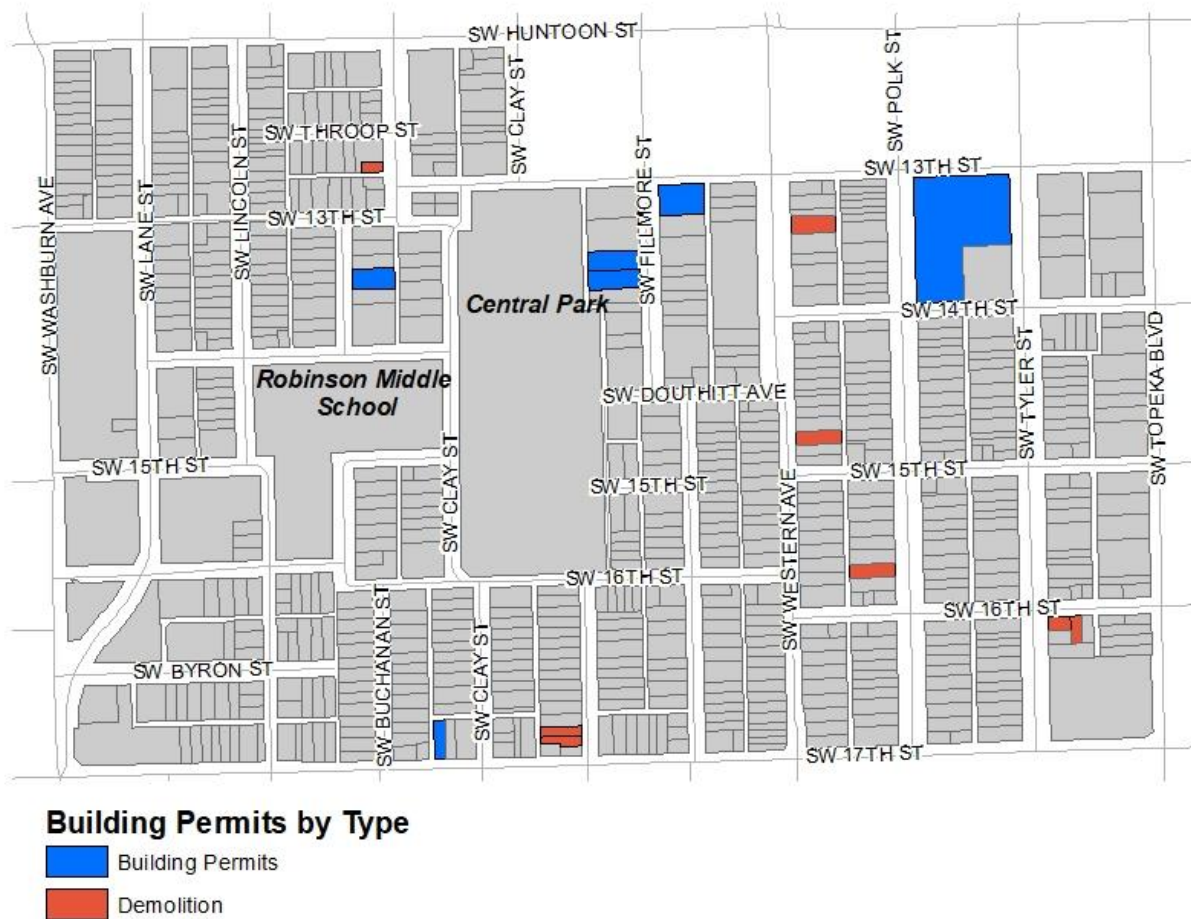 SW HUNTOON ST
SW CLAY ST
SW POLK ST
SW THROOP ST
SW LINCOLN ST
SW LANE ST
SW WASHBURN AVE
SW 13TH ST
SW 13TH ST
SW FILLMORE ST
Central Park
SW 14TH ST
SW TYLER ST
SW TOPEKA BLVD
Robinson Middle
School
SW DOUTHITT AVE
SW CLAY ST
SW 15TH ST
SW 15TH ST
SW 15TH ST
SW WESTERN AVE
SW 16TH ST
SW 16TH ST
SW BUCHANAN ST
SW CLAY ST
SW BYRON ST
SW 17TH ST
Building Permits by Type
Building Permits
Demolition